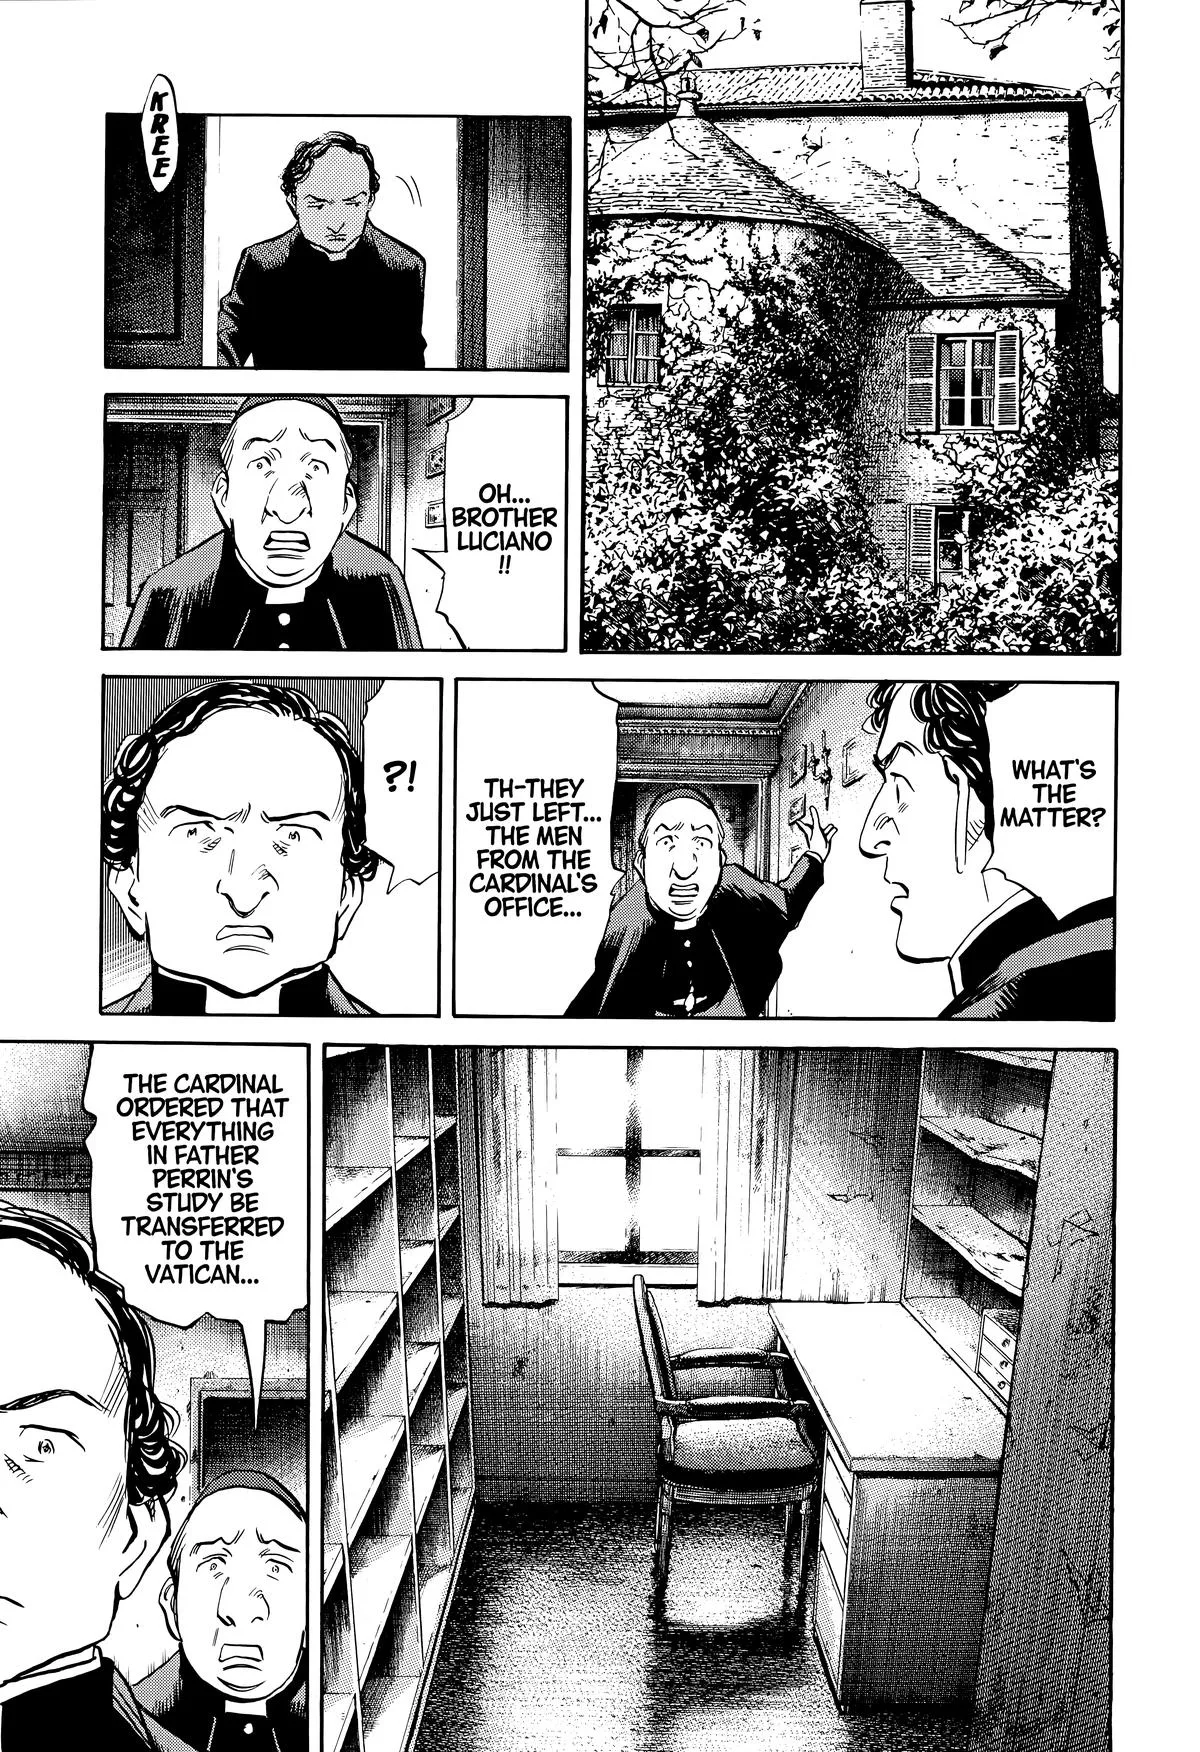 KREE
OH...
BROTHER
LUCIANO
!!
WHAT'S
THE
MATTER?
TH-THEY
JUST LEFT...
THE MEN
FROM THE
CARDINAL'S
OFFICE...
?!
THE CARDINAL
ORDERED THAT
EVERYTHING
IN FATHER
PERRIN'S
STUDY BE
TRANSFERRED
TO THE
VATICAN...